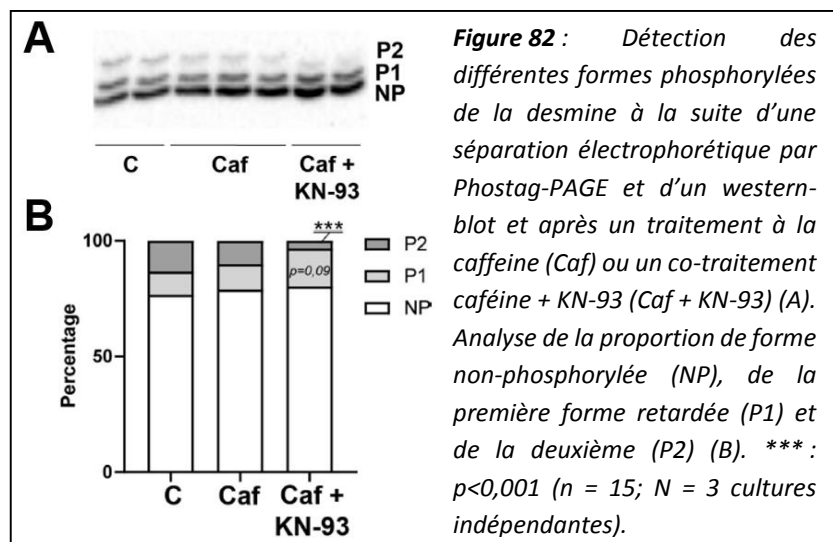 A
P2
P1
NP
C Caf Caf +
KN-93
B
***
100
P2
p=0,09
P1
NP
50
Percentage
0
C Caf Caf +
KN-93
Figure 82 : Détection des
différentes formes phosphorylées
de la desmine à la suite d’une
séparation électrophorétique par
Phostag-PAGE et d’un western-
blot et après un traitement à la
caffeine (Caf) ou un co-traitement
caféine + KN-93 (Caf + KN-93) (A).
Analyse de la proportion de forme
non-phosphorylée (NP), de la
première forme retardée (P1) et
de la deuxième (P2) (B). *** :
p<0,001 (n = 15; N = 3 cultures
indépendantes).